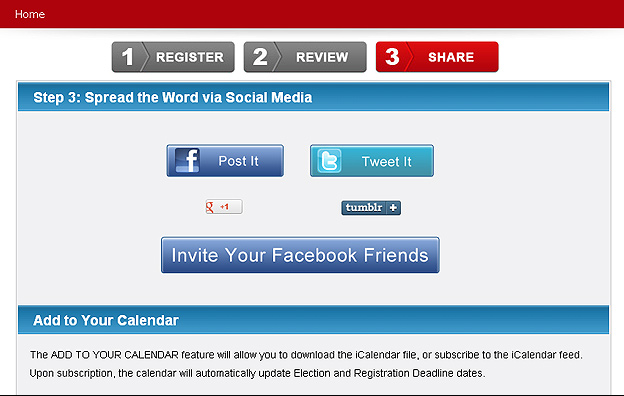 Home
1 REGISTER 2 REVIEW 3 SHARE
Step 3: Spread the Word via Social Media
f Post It t Tweet It
g +1 tumblr +
Invite Your Facebook Friends
Add to Your Calendar
The ADD TO YOUR CALENDAR feature will allow you to download the iCalendar file, or subscribe to the iCalendar feed.
Upon subscription, the calendar will automatically update Election and Registration Deadline dates.